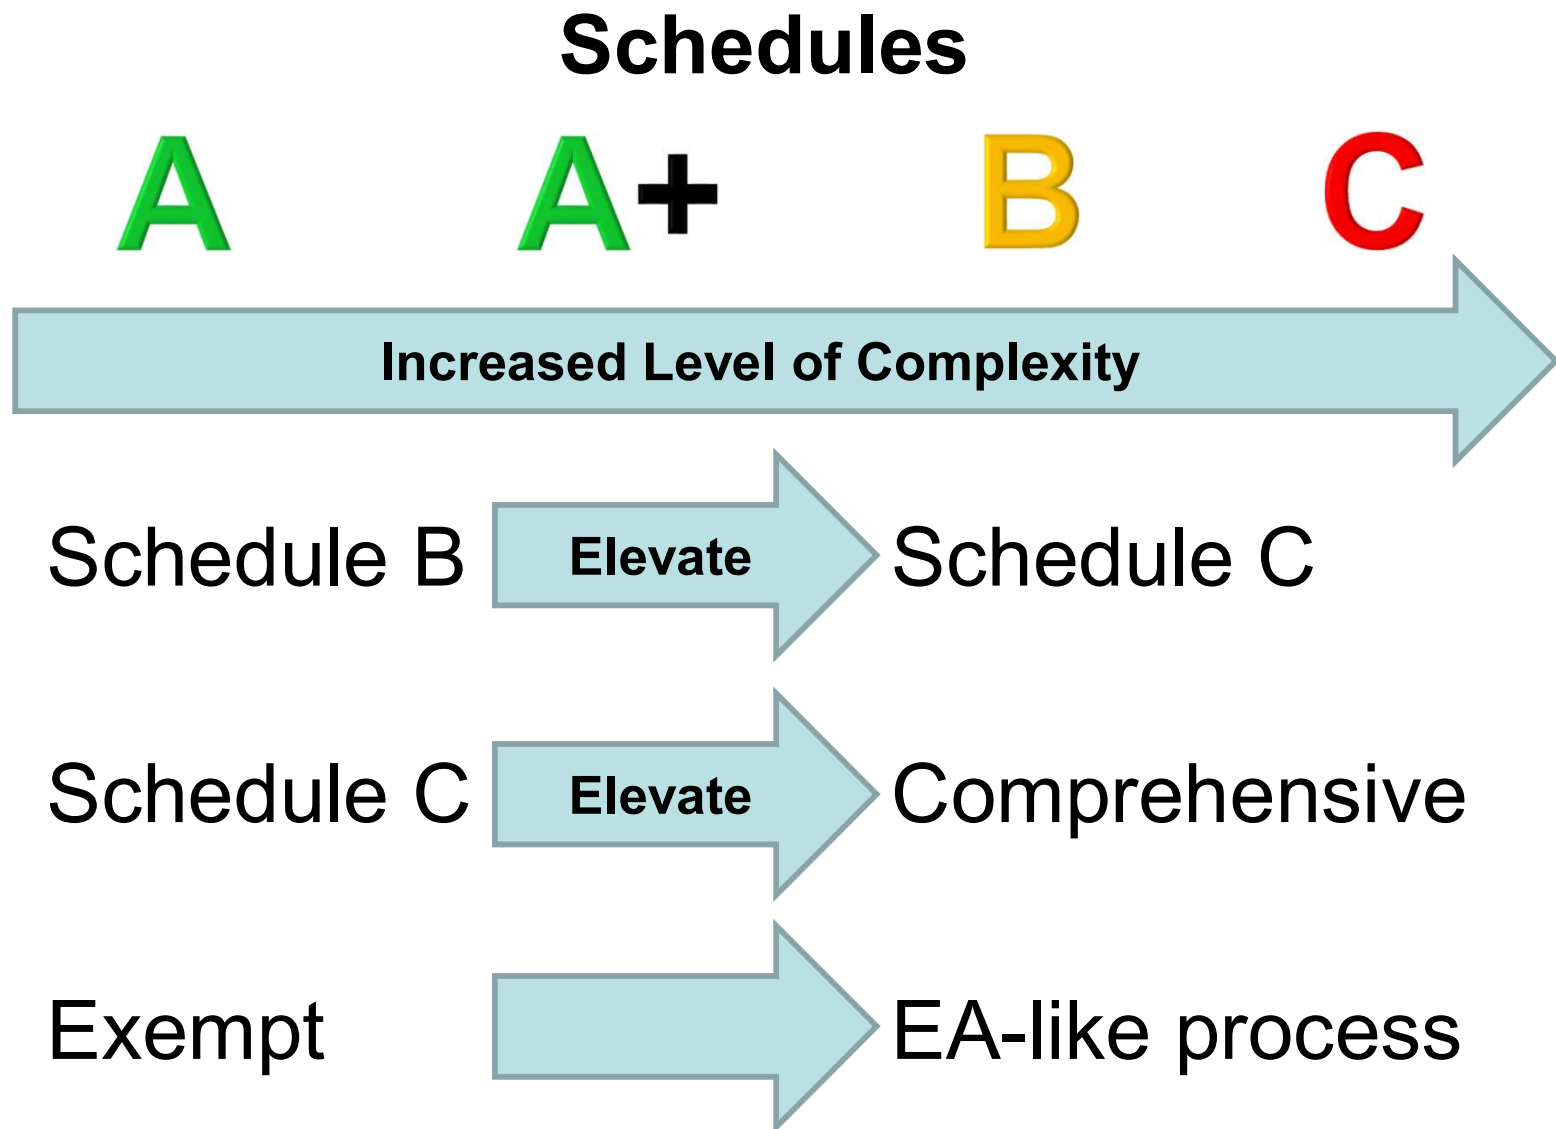 Schedules
A A+ B C
Increased Level of Complexity
Schedule B Elevate Schedule C
Schedule C Elevate Comprehensive
Exempt EA-like process